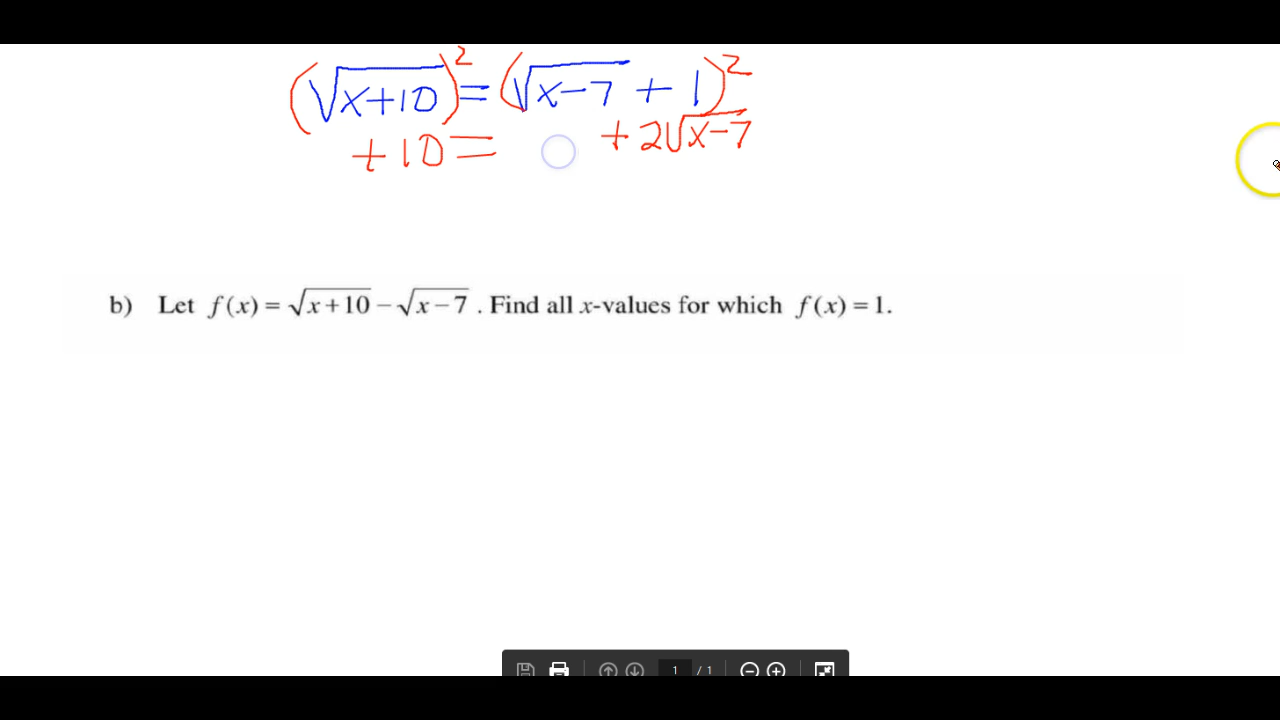 (√x+10)² = (√x-7 + 1)²
+10 = + 2√x-7
b) Let f(x) = √x+10 − √x−7 . Find all x-values for which f(x) = 1.
1 / 1